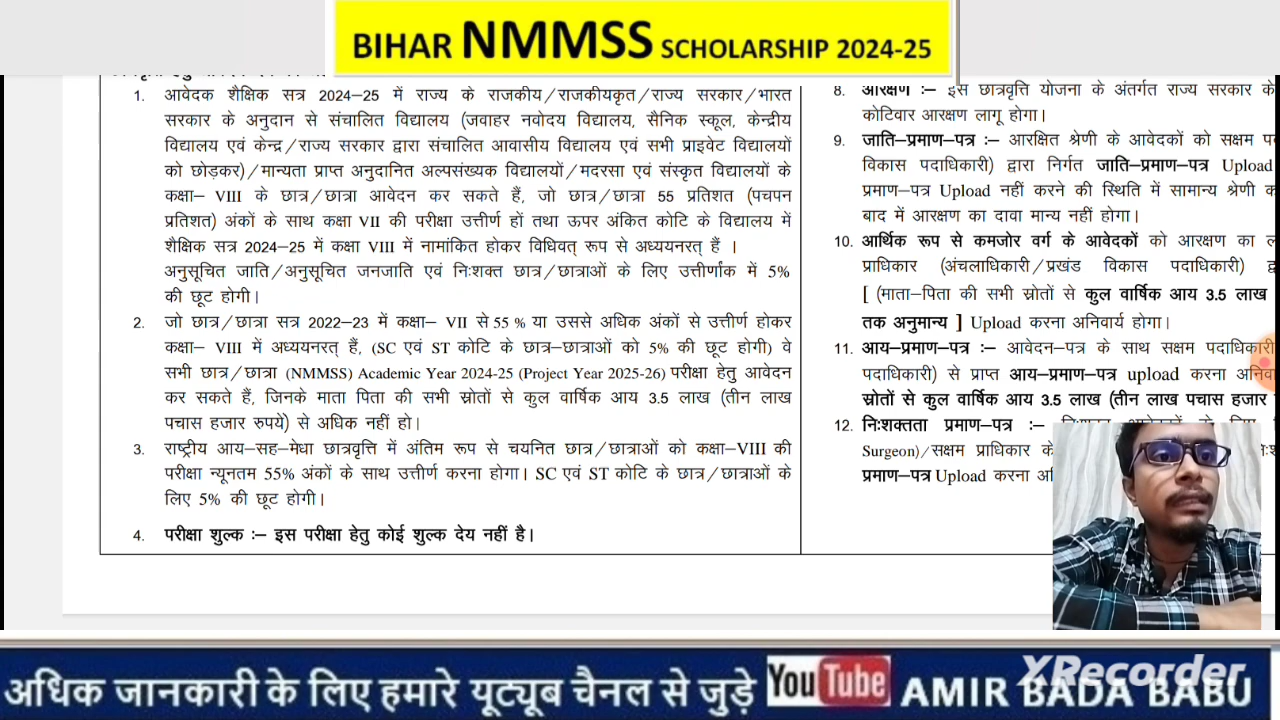 BIHAR NMMSS SCHOLARSHIP 2024-25
1. आवेदक शैक्षिक सत्र 2024–25 में राज्य के राजकीय/राजकीयकृत/राज्य सरकार/भारत
सरकार के अनुदान से संचालित विद्यालय (जवाहर नवोदय विद्यालय, सैनिक स्कूल, केन्द्रीय
विद्यालय एवं केन्द्र/राज्य सरकार द्वारा संचालित आवासीय विद्यालय एवं सभी प्राइवेट विद्यालयों
को छोड़कर)/मान्यता प्राप्त अनुदानित अल्पसंख्यक विद्यालयों/मदरसा एवं संस्कृत विद्यालयों के
कक्षा– VIII के छात्र/छात्रा आवेदन कर सकते हैं, जो छात्र/छात्रा 55 प्रतिशत (पचपन
प्रतिशत) अंकों के साथ कक्षा VII की परीक्षा उत्तीर्ण हों तथा ऊपर अंकित कोटि के विद्यालय में
शैक्षिक सत्र 2024–25 में कक्षा VIII में नामांकित होकर विधिवत् रूप से अध्ययनरत् हैं ।
अनुसूचित जाति/अनुसूचित जनजाति एवं निःशक्त छात्र/छात्राओं के लिए उत्तीर्णांक में 5%
की छूट होगी।
2. जो छात्र/छात्रा सत्र 2022–23 में कक्षा– VII से 55 % या उससे अधिक अंकों से उत्तीर्ण होकर
कक्षा– VIII में अध्ययनरत् हैं, (SC एवं ST कोटि के छात्र–छात्राओं को 5% की छूट होगी) वे
सभी छात्र/छात्रा (NMMSS) Academic Year 2024-25 (Project Year 2025-26) परीक्षा हेतु आवेदन
कर सकते हैं, जिनके माता पिता की सभी स्रोतों से कुल वार्षिक आय 3.5 लाख (तीन लाख
पचास हजार रुपये) से अधिक नहीं हो।
3. राष्ट्रीय आय–सह–मेधा छात्रवृत्ति में अंतिम रूप से चयनित छात्र/छात्राओं को कक्षा–VIII की
परीक्षा न्यूनतम 55% अंकों के साथ उत्तीर्ण करना होगा। SC एवं ST कोटि के छात्र/छात्राओं के
लिए 5% की छूट होगी।
4. परीक्षा शुल्क :– इस परीक्षा हेतु कोई शुल्क देय नहीं है।
8. आरक्षण :– इस छात्रवृत्ति योजना के अंतर्गत राज्य सरकार के
कोटिवार आरक्षण लागू होगा।
9. जाति–प्रमाण–पत्र :– आरक्षित श्रेणी के आवेदकों को सक्षम
विकास पदाधिकारी) द्वारा निर्गत जाति–प्रमाण–पत्र Upload
प्रमाण–पत्र Upload नहीं करने की स्थिति में सामान्य श्रेणी
बाद में आरक्षण का दावा मान्य नहीं होगा।
10. आर्थिक रूप से कमजोर वर्ग के आवेदकों को आरक्षण का
प्राधिकार (अंचलाधिकारी/प्रखंड विकास पदाधिकारी)
[ (माता–पिता की सभी स्रोतों से कुल वार्षिक आय 3.5 लाख
तक अनुमान्य ] Upload करना अनिवार्य होगा।
11. आय–प्रमाण–पत्र :– आवेदन–पत्र के साथ सक्षम पदाधिकारी
पदाधिकारी) से प्राप्त आय–प्रमाण–पत्र upload करना
स्रोतों से कुल वार्षिक आय 3.5 लाख (तीन लाख पचास हजार
12. निःशक्तता प्रमाण–पत्र :–
Surgeon)/सक्षम प्राधिकार के
प्रमाण–पत्र Upload करना
अधिक जानकारी के लिए हमारे यूट्यूब चैनल से जुड़े YouTube AMIR BADA BABU
XRecorder